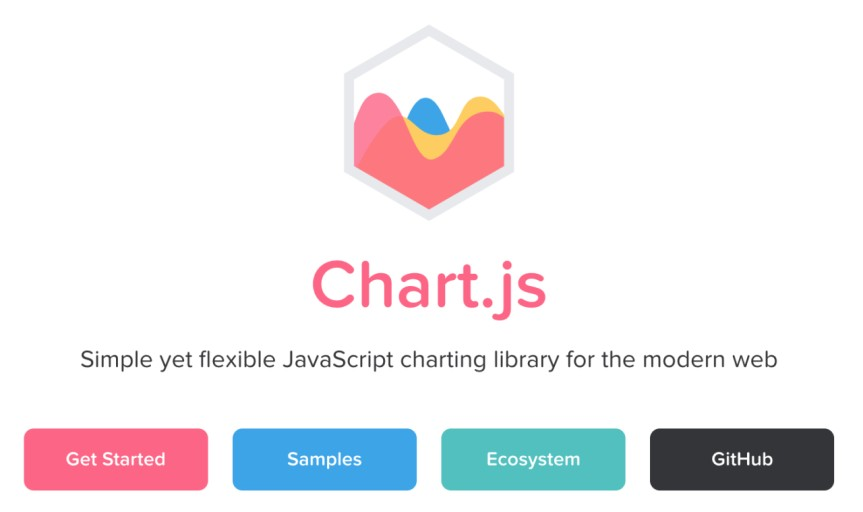 Chart.js
Simple yet flexible JavaScript charting library for the modern web
Get Started
Samples
Ecosystem
GitHub